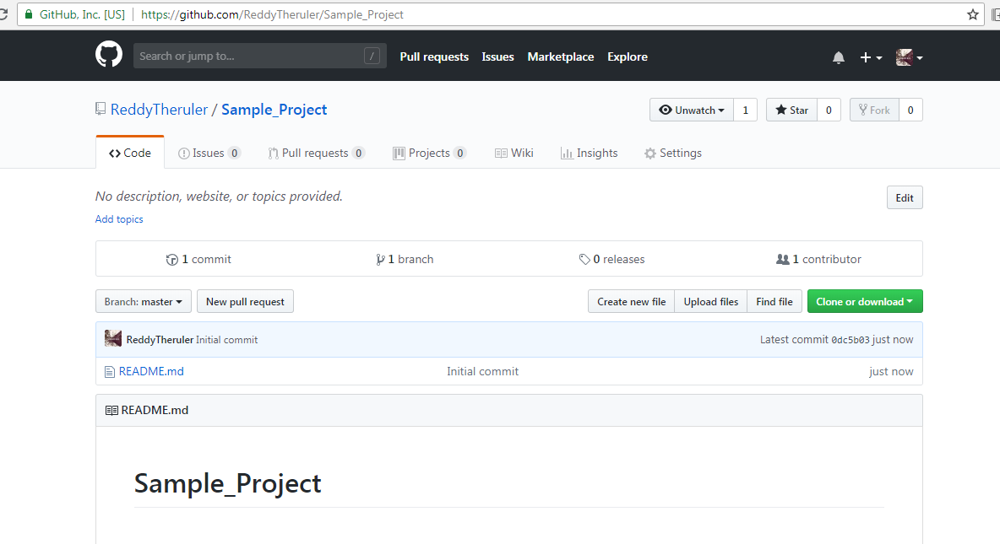 GitHub, Inc. [US] https://github.com/ReddyTheruler/Sample_Project
Search or jump to... / Pull requests Issues Marketplace Explore
ReddyTheruler / Sample_Project Unwatch 1 Star 0 Fork 0
Code Issues 0 Pull requests 0 Projects 0 Wiki Insights Settings
No description, website, or topics provided. Edit
Add topics
1 commit 1 branch 0 releases 1 contributor
Branch: master New pull request Create new file Upload files Find file Clone or download
ReddyTheruler Initial commit Latest commit 0dc5b03 just now
README.md Initial commit just now
README.md
Sample_Project